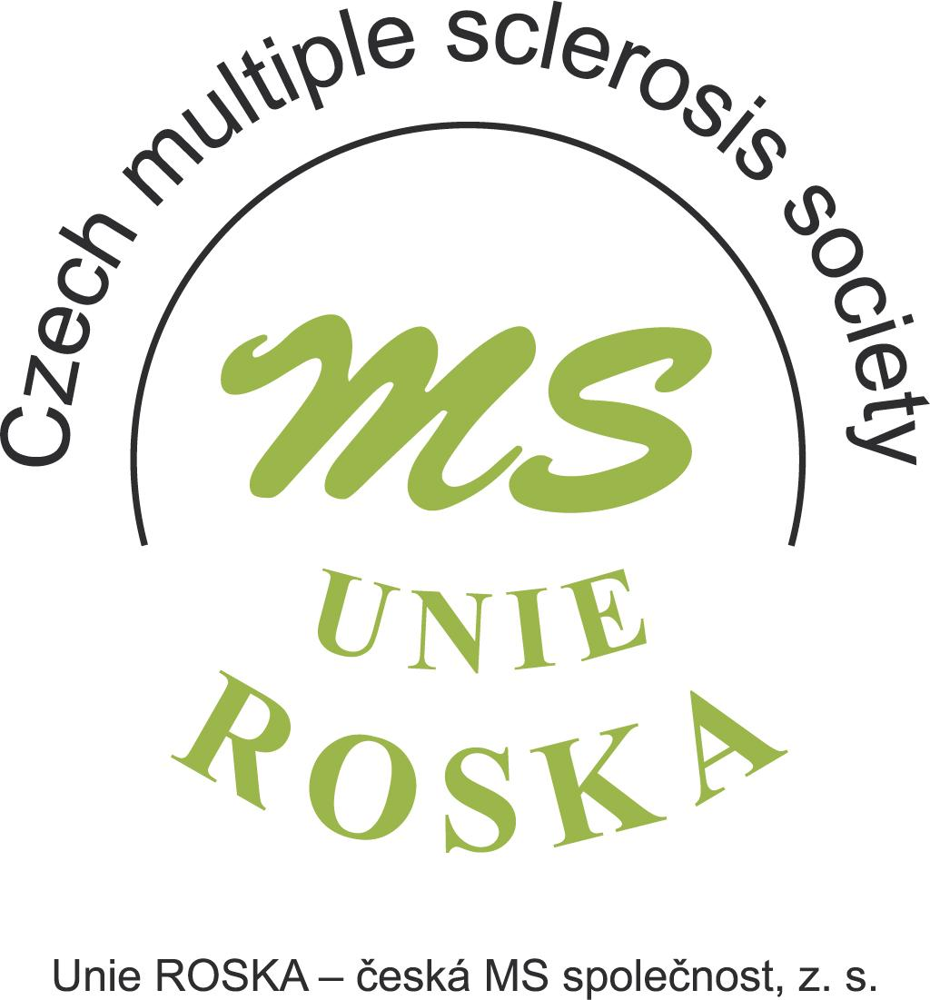 Czech multiple sclerosis society
MS
UNIE
ROSKA
Unie ROSKA – česká MS společnost, z. s.